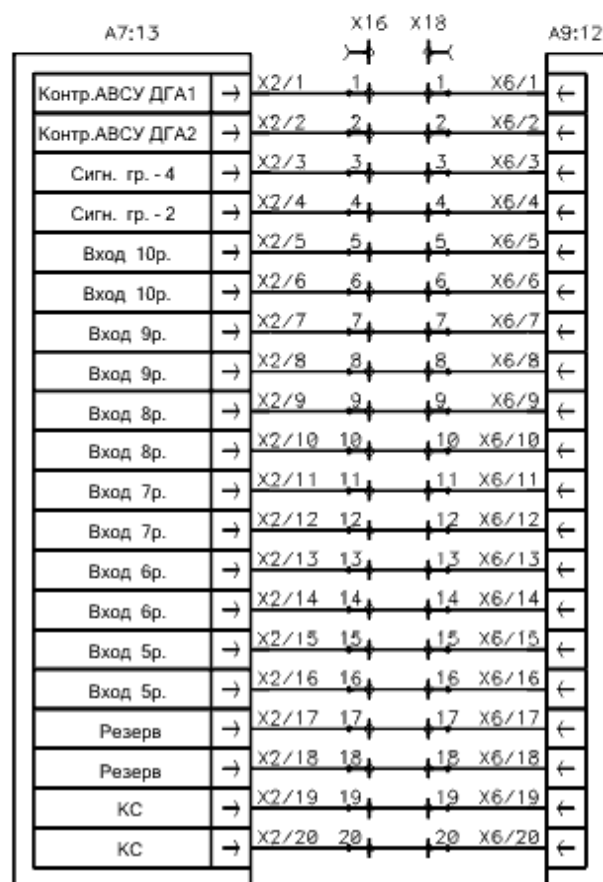 X16 X18
A7:13 A9:12
Контр.АВСУ ДГА1 X2/1 1 1 X6/1
Контр.АВСУ ДГА2 X2/2 2 2 X6/2
Сигн. гр. - 4 X2/3 3 3 X6/3
Сигн. гр. - 2 X2/4 4 4 X6/4
Вход 10р. X2/5 5 5 X6/5
Вход 10р. X2/6 6 6 X6/6
Вход 9р. X2/7 7 7 X6/7
Вход 9р. X2/8 8 8 X6/8
Вход 8р. X2/9 9 9 X6/9
Вход 8р. X2/10 10 10 X6/10
Вход 7р. X2/11 11 11 X6/11
Вход 7р. X2/12 12 12 X6/12
Вход 6р. X2/13 13 13 X6/13
Вход 6р. X2/14 14 14 X6/14
Вход 5р. X2/15 15 15 X6/15
Вход 5р. X2/16 16 16 X6/16
Резерв X2/17 17 17 X6/17
Резерв X2/18 18 18 X6/18
КС X2/19 19 19 X6/19
КС X2/20 20 20 X6/20